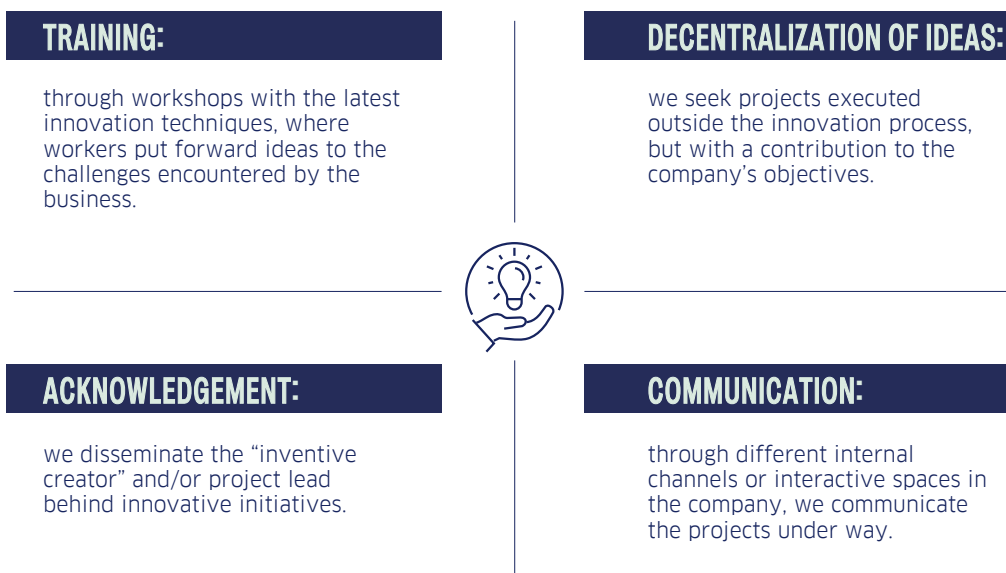 TRAINING:
through workshops with the latest
innovation techniques, where
workers put forward ideas to the
challenges encountered by the
business.
DECENTRALIZATION OF IDEAS:
we seek projects executed
outside the innovation process,
but with a contribution to the
company’s objectives.
ACKNOWLEDGEMENT:
we disseminate the “inventive
creator” and/or project lead
behind innovative initiatives.
COMMUNICATION:
through different internal
channels or interactive spaces in
the company, we communicate
the projects under way.